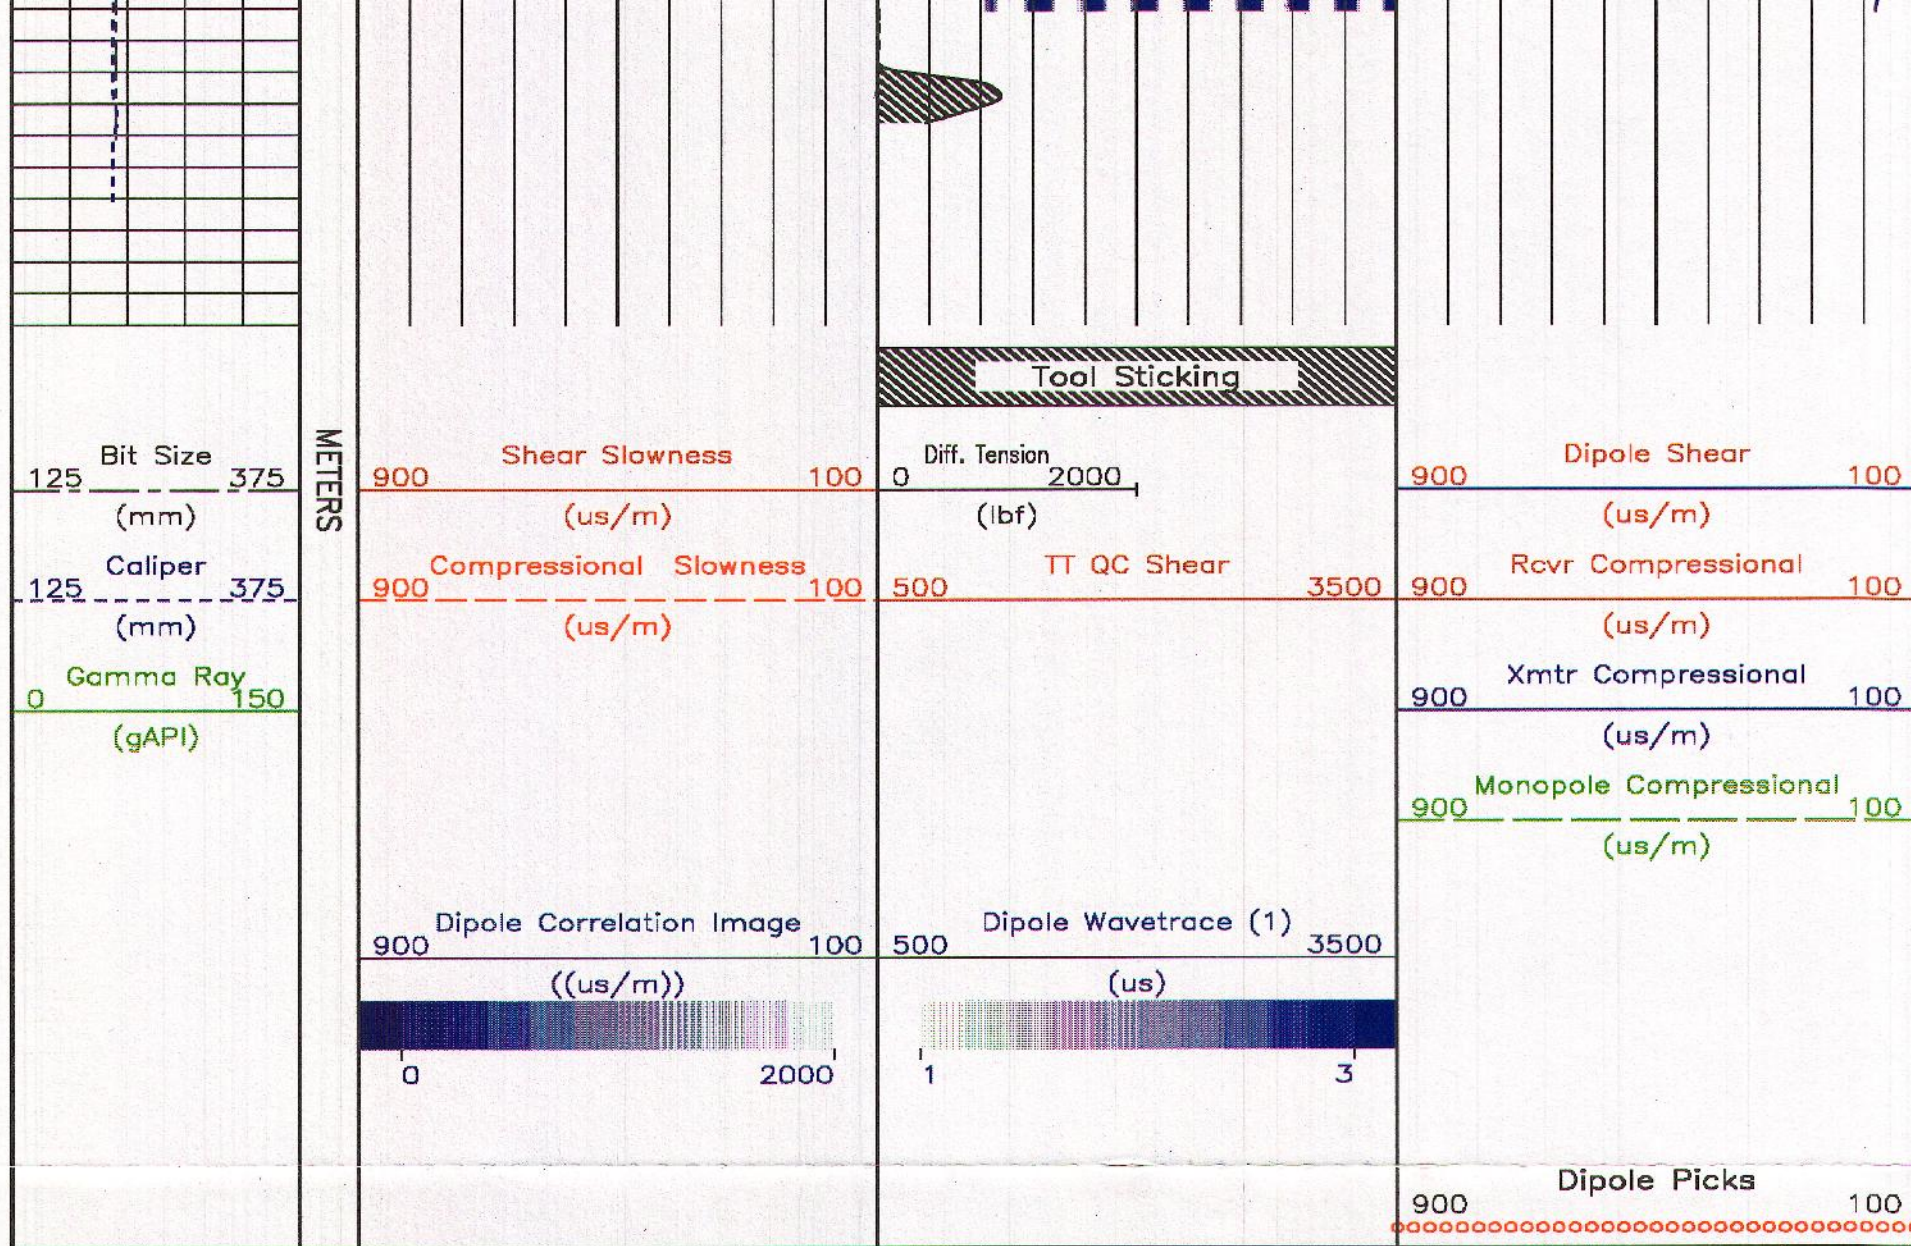 Tool Sticking
METERS
Bit Size
125 375
(mm)
Caliper
125 375
(mm)
Gamma Ray
0 150
(gAPI)
Shear Slowness
900 100
(us/m)
Compressional Slowness
900 100
(us/m)
Dipole Correlation Image
900 100
((us/m))
0 2000
Diff. Tension
0 2000
(lbf)
TT QC Shear
500 3500
Dipole Wavetrace (1)
500 3500
(us)
1 3
Dipole Shear
900 100
(us/m)
Rcvr Compressional
900 100
(us/m)
Xmtr Compressional
900 100
(us/m)
Monopole Compressional
900 100
(us/m)
Dipole Picks
900 100